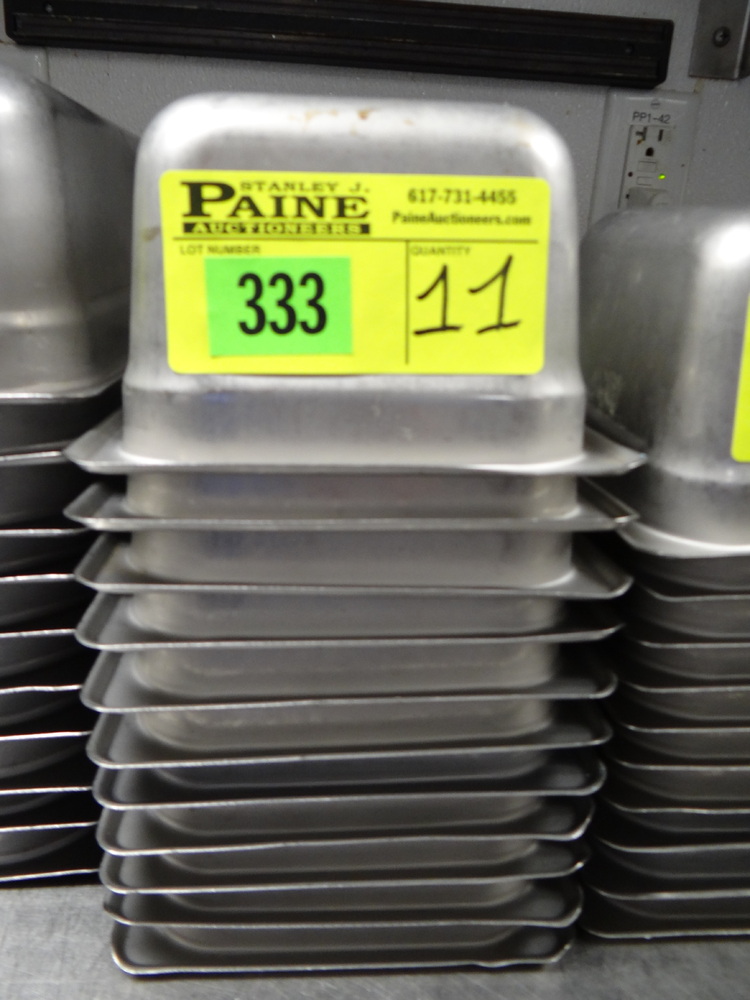 STANLEY J.
PAINE
AUCTIONEERS
617-731-4455
PaineAuctioneers.com
LOT NUMBER
QUANTITY
333
11
PP1-42